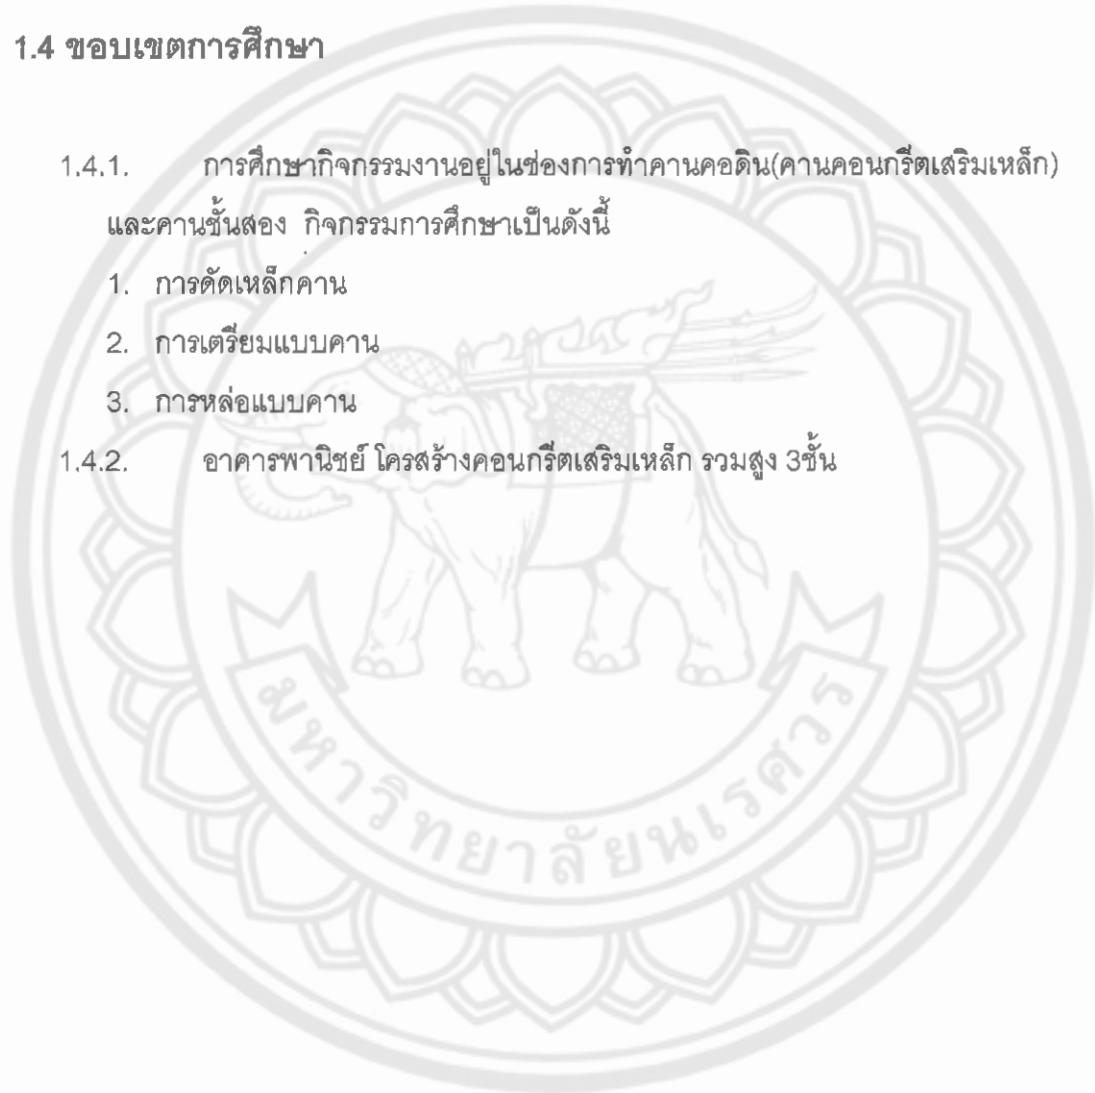 1.4 ขอบเขตการศึกษา
1.4.1. การศึกษากิจกรรมงานอยู่ในช่องการทำคานคอดิน(คานคอนกรีตเสริมเหล็ก)
และคานชั้นสอง กิจกรรมการศึกษาเป็นดังนี้
1. การดัดเหล็กคาน
2. การเตรียมแบบคาน
3. การหล่อแบบคาน
1.4.2. อาคารพานิชย์ โครสร้างคอนกรีตเสริมเหล็ก รวมสูง 3ชั้น
มหาวิทยาลัยนเรศวร